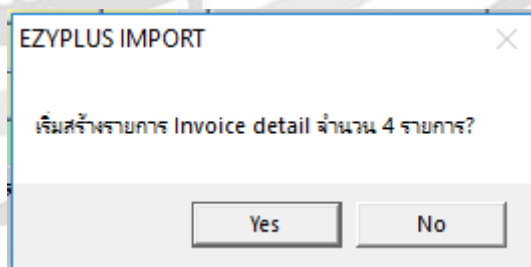 EZYPLUS IMPORT
เริ่มสร้างรายการ Invoice detail จำนวน 4 รายการ?
Yes
No